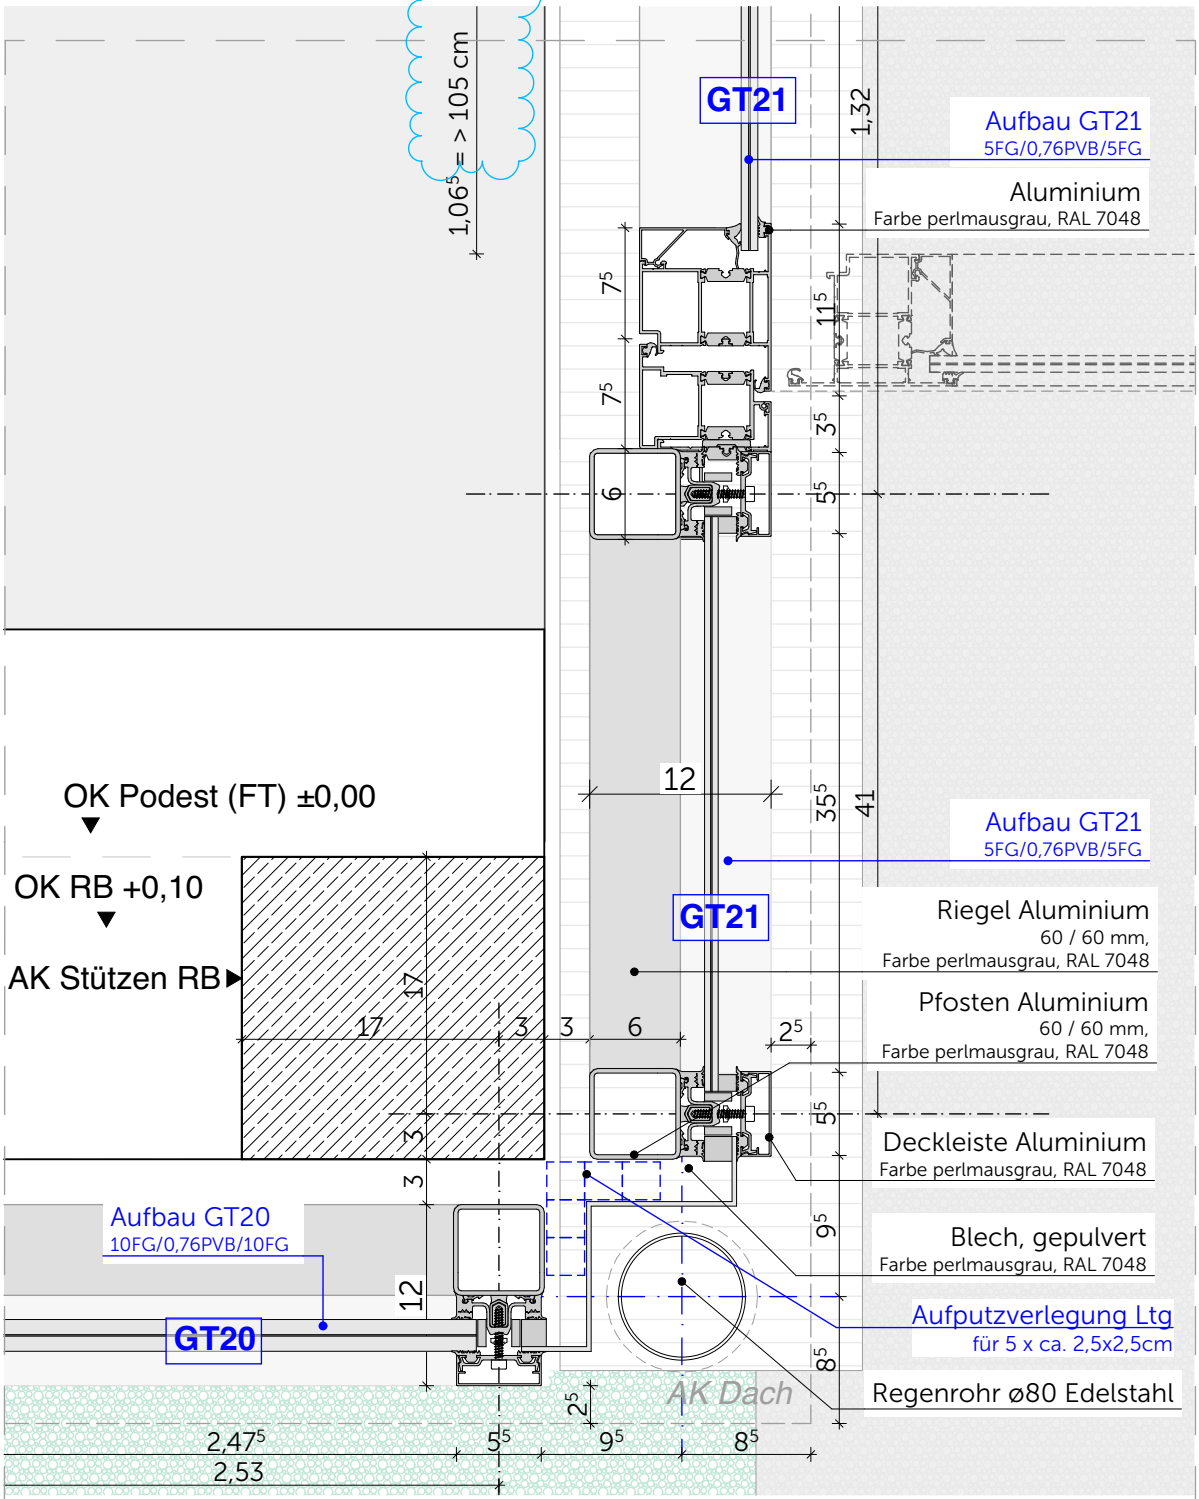 1,06⁵ = > 105 cm
GT21
1,32
Aufbau GT21
5FG/0,76PVB/5FG
Aluminium
Farbe perlmausgrau, RAL 7048
7⁵
11⁵
7⁵
3⁵
6
5⁵
12
35⁵
41
OK Podest (FT) ±0,00
Aufbau GT21
5FG/0,76PVB/5FG
OK RB +0,10
GT21
Riegel Aluminium
60 / 60 mm,
Farbe perlmausgrau, RAL 7048
AK Stützen RB
17
17
3
3
6
2⁵
Pfosten Aluminium
60 / 60 mm,
Farbe perlmausgrau, RAL 7048
5⁵
3
3
Deckleiste Aluminium
Farbe perlmausgrau, RAL 7048
Aufbau GT20
10FG/0,76PVB/10FG
9⁵
Blech, gepulvert
Farbe perlmausgrau, RAL 7048
12
GT20
Aufputzverlegung Ltg
für 5 x ca. 2,5x2,5cm
8⁵
AK Dach
2⁵
Regenrohr ø80 Edelstahl
2,47⁵
5⁵
9⁵
8⁵
2,53